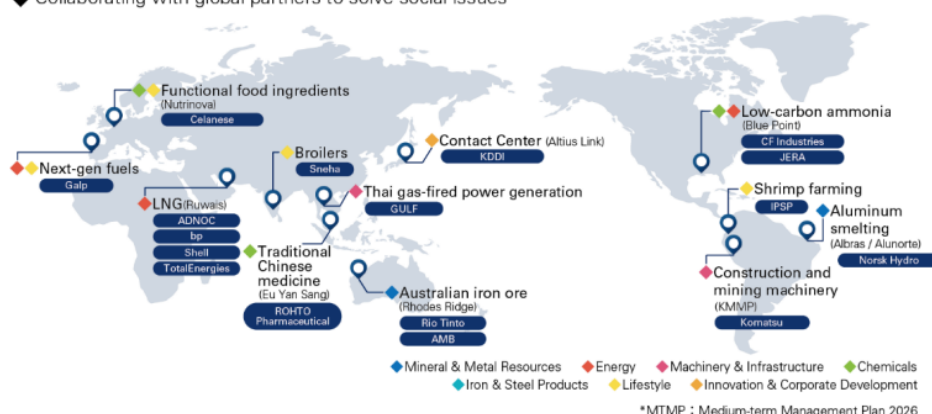 ◆ Collaborating with global partners to solve social issues
Functional food ingredients
(Nutrinova)
Celanese
Next-gen fuels
Galp
LNG(Ruwais)
ADNOC
bp
Shell
TotalEnergies
Broilers
Sneha
Contact Center (Altius Link)
KDDI
Thai gas-fired power generation
GULF
Traditional
Chinese
medicine
(Eu Yan Sang)
ROHTO
Pharmaceutical
Australian iron ore
(Rhodes Ridge)
Rio Tinto
AMB
Low-carbon ammonia
(Blue Point)
CF Industries
JERA
Shrimp farming
IPSP
Aluminum
smelting
(Albras / Alunorte)
Norsk Hydro
Construction and
mining machinery
(KMMP)
Komatsu
◆Mineral & Metal Resources ◆Energy ◆Machinery & Infrastructure ◆Chemicals
◆Iron & Steel Products ◆Lifestyle ◆Innovation & Corporate Development
*MTMP : Medium-term Management Plan 2026